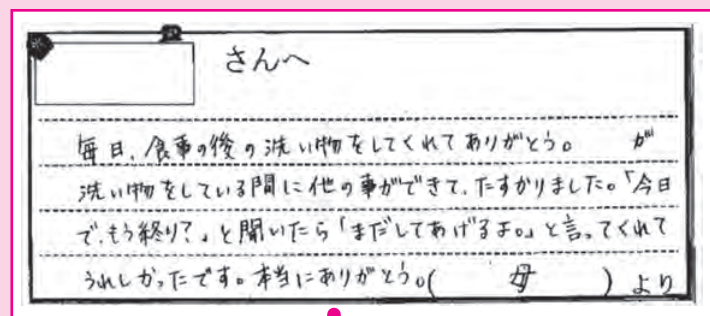 さんへ
毎日、食事の後の洗い物をしてくれてありがとう。 が
洗い物をしている間に他の事ができて、たすかりました。「今日
で、もう終り?」と聞いたら「まだしてあげるよ。」と言ってくれて
うれしかったです。本当にありがとう。( 母 )より